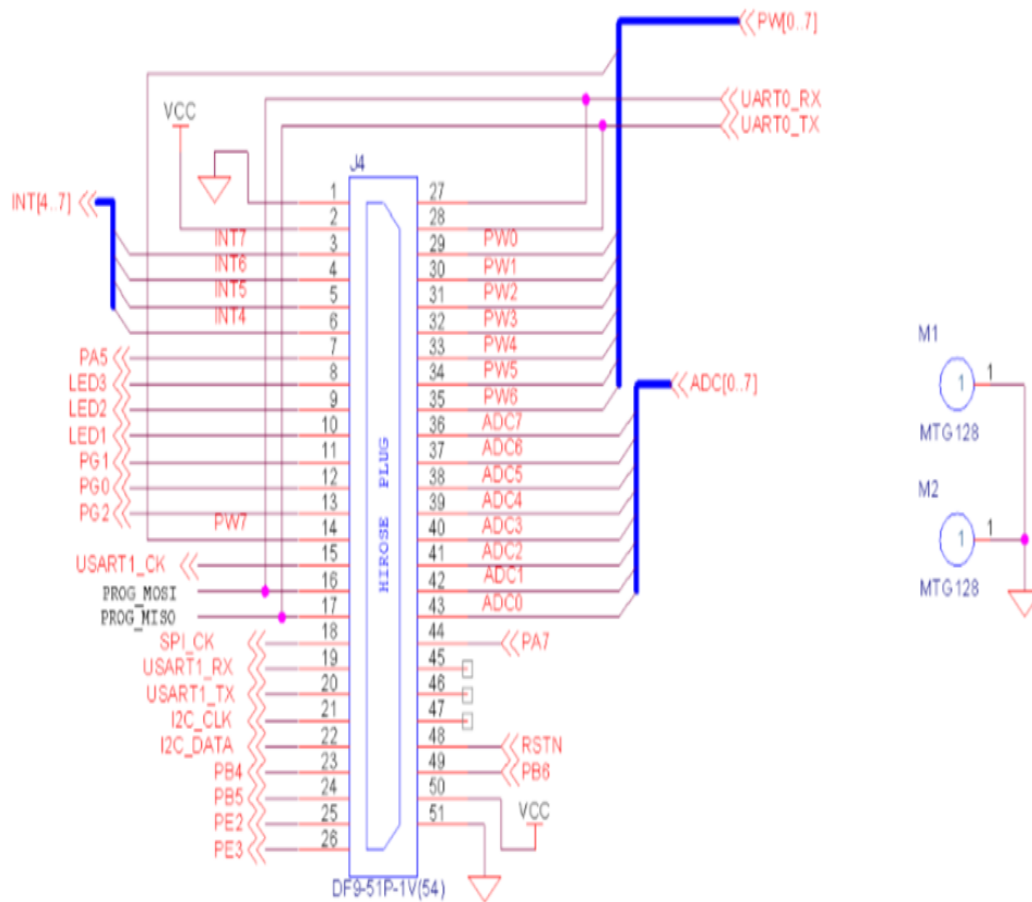 PW[0..7]
UART0_RX
UART0_TX
VCC
J4
INT[4..7]
1 27
2 28
INT7 3 29 PW0
INT6 4 30 PW1
INT5 5 31 PW2
INT4 6 32 PW3
PA5 7 33 PW4
LED3 8 34 PW5
LED2 9 35 PW6
LED1 10 36 ADC7
PG1 11 37 ADC6
PG0 12 38 ADC5
PG2 13 39 ADC4
PW7 14 40 ADC3
USART1_CK 15 41 ADC2
PROG_MOSI 16 42 ADC1
PROG_MISO 17 43 ADC0
SPI_CK 18 44 PA7
USART1_RX 19 45
USART1_TX 20 46
I2C_CLK 21 47
I2C_DATA 22 48 RSTN
PB4 23 49 PB6
PB5 24 50
PE2 25 51 VCC
PE3 26
HIROSE PLUG
DF9-51P-1V(54)
ADC[0..7]
M1
1 1
MTG128
M2
1 1
MTG128